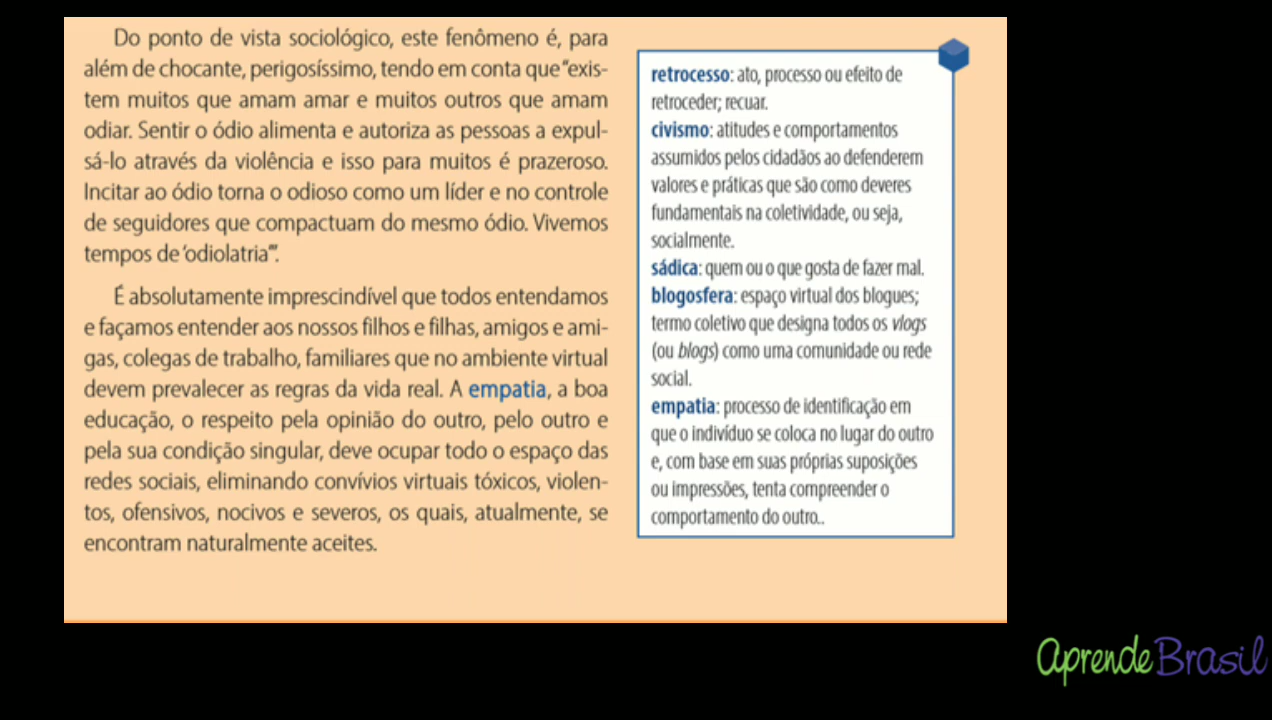 Do ponto de vista sociológico, este fenômeno é, para
além de chocante, perigosíssimo, tendo em conta que “exis-
tem muitos que amam amar e muitos outros que amam
odiar. Sentir o ódio alimenta e autoriza as pessoas a expul-
sá-lo através da violência e isso para muitos é prazeroso.
Incitar ao ódio torna o odioso como um líder e no controle
de seguidores que compactuam do mesmo ódio. Vivemos
tempos de ‘odiolatria’”.
É absolutamente imprescindível que todos entendamos
e façamos entender aos nossos filhos e filhas, amigos e ami-
gas, colegas de trabalho, familiares que no ambiente virtual
devem prevalecer as regras da vida real. A empatia, a boa
educação, o respeito pela opinião do outro, pelo outro e
pela sua condição singular, deve ocupar todo o espaço das
redes sociais, eliminando convívios virtuais tóxicos, violen-
tos, ofensivos, nocivos e severos, os quais, atualmente, se
encontram naturalmente aceites.
retrocesso: ato, processo ou efeito de
retroceder; recuar.
civismo: atitudes e comportamentos
assumidos pelos cidadãos ao defenderem
valores e práticas que são como deveres
fundamentais na coletividade, ou seja,
socialmente.
sádica: quem ou o que gosta de fazer mal.
blogosfera: espaço virtual dos blogues;
termo coletivo que designa todos os vlogs
(ou blogs) como uma comunidade ou rede
social.
empatia: processo de identificação em
que o indivíduo se coloca no lugar do outro
e, com base em suas próprias suposições
ou impressões, tenta compreender o
comportamento do outro..
aprende Brasil